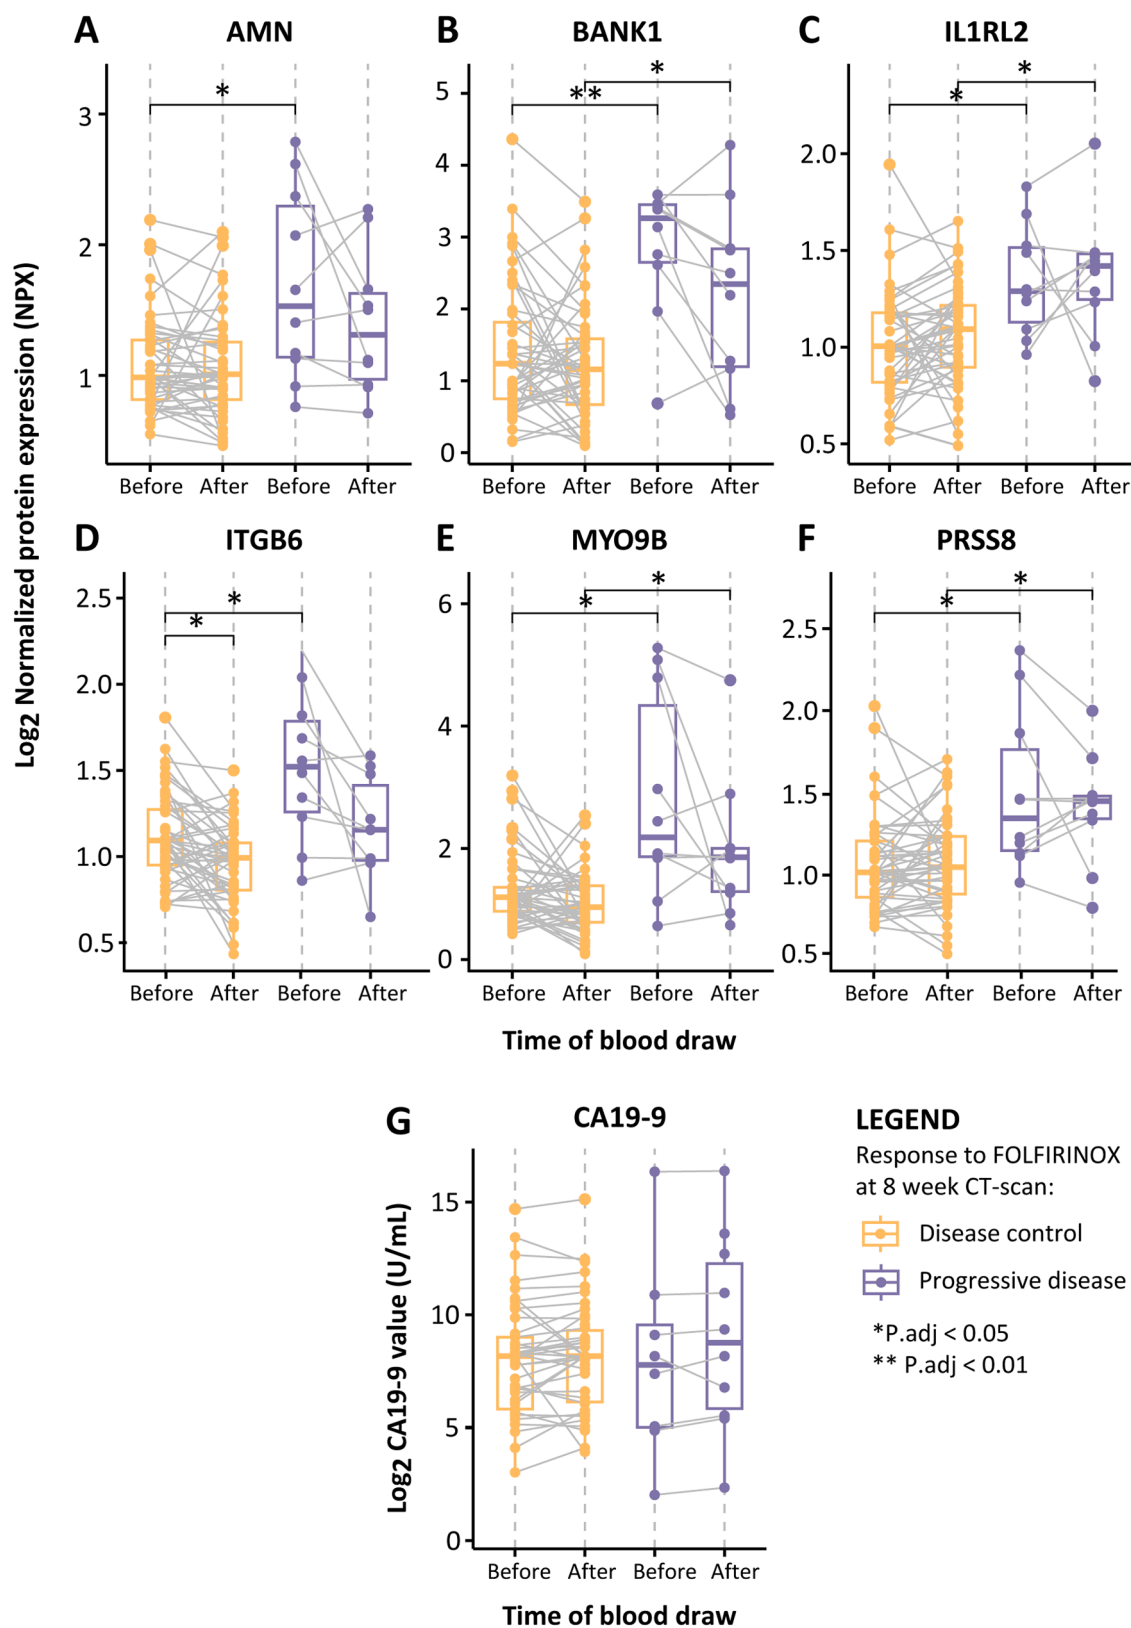 A AMN
B BANK1
C IL1RL2
* ** * * *
3
2
1
5
4
3
2
1
0
2.0
1.5
1.0
0.5
Before After Before After
Before After Before After
Before After Before After
Log2 Normalized protein expression (NPX)
D ITGB6
E MYO9B
F PRSS8
* * * * * *
2.5
2.0
1.5
1.0
0.5
6
4
2
0
2.5
2.0
1.5
1.0
0.5
Before After Before After
Before After Before After
Before After Before After
Time of blood draw
G CA19-9
Log2 CA19-9 value (U/mL)
15
10
5
0
Before After Before After
Time of blood draw
LEGEND
Response to FOLFIRINOX
at 8 week CT-scan:
Disease control
Progressive disease
*P.adj < 0.05
** P.adj < 0.01